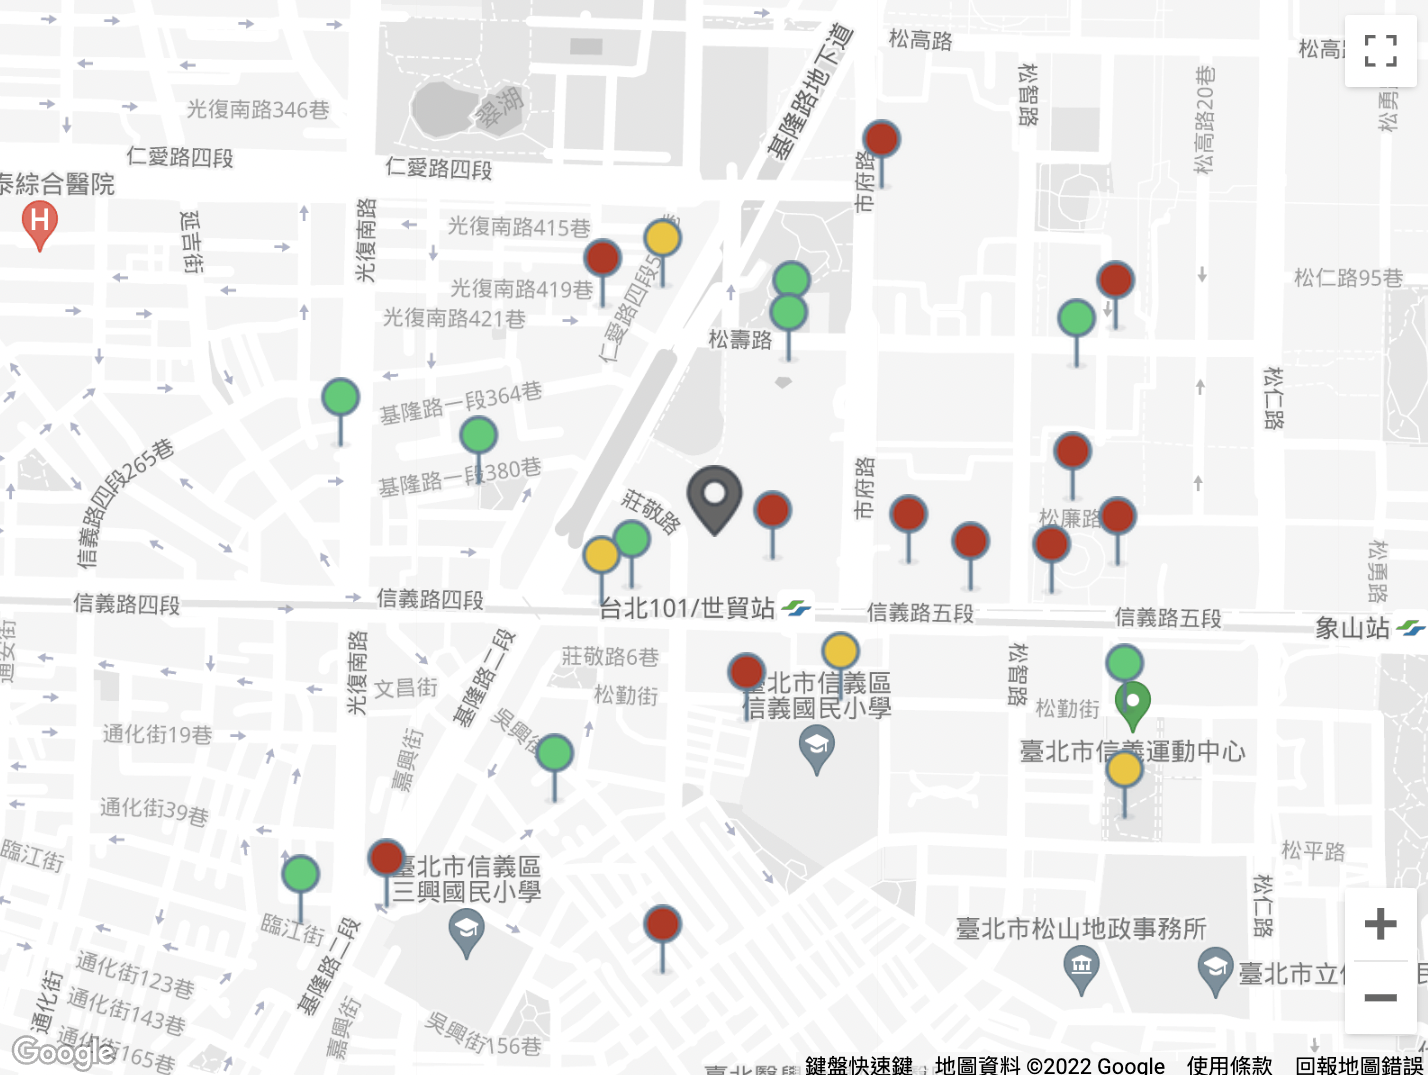 松高路
松高
光復南路346巷
翠湖
基隆路地下道
松智路
松高路20巷
松勇
仁愛路四段
仁愛路四段
市府路
泰綜合醫院
H
延吉街
光復南路
光復南路415巷
仁愛路四段5
光復南路419巷
光復南路421巷
松壽路
松仁路95巷
基隆路一段364巷
松仁路
信義路四段265巷
基隆路一段380巷
莊敬路
市府路
松廉路
松勇路
信義路四段
信義路四段
台北101/世貿站
信義路五段
信義路五段
象山站
通安街
光復南路
基隆路二段
莊敬路6巷
文昌街
松勤街
臺北市信義區
信義國民小學
松智路
松勤街
吳興街
通化街19巷
嘉興街
臺北市信義運動中心
通化街39巷
臨江街
松平路
臺北市信義區
三興國民小學
松仁路
臨江街
基隆路二段
臺北市松山地政事務所
通化街123巷
臺北市立
通化街
通化街143巷
嘉興街
吳興街156巷
通化街165巷
Google
鍵盤快速鍵
地圖資料 ©2022 Google
使用條款
回報地圖錯誤